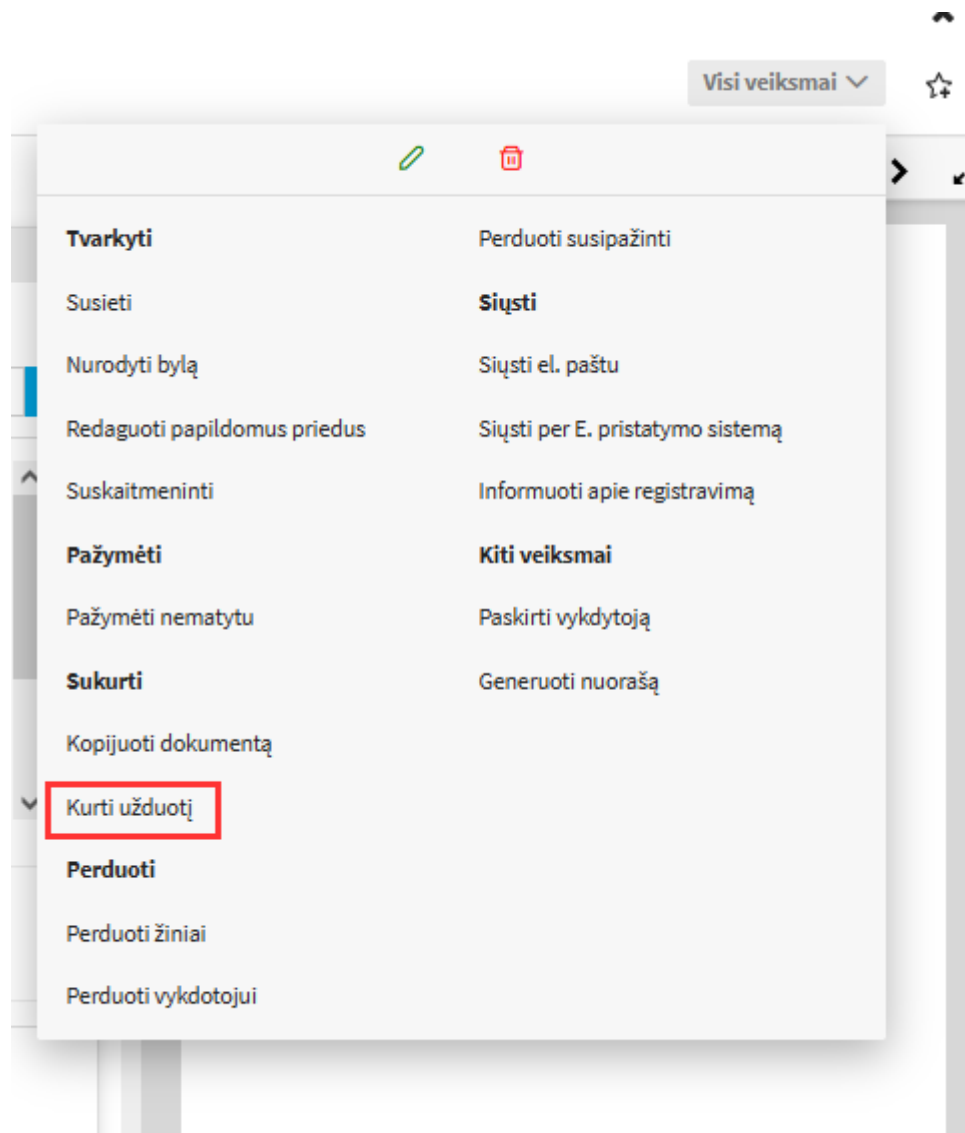 Visi veiksmai
Tvarkyti
Susieti
Nurodyti bylą
Redaguoti papildomus priedus
Suskaitmeninti
Pažymėti
Pažymėti nematytu
Sukurti
Kopijuoti dokumentą
Kurti užduotį
Perduoti
Perduoti žiniai
Perduoti vykdotojui
Perduoti susipažinti
Siųsti
Siųsti el. paštu
Siųsti per E. pristatymo sistemą
Informuoti apie registravimą
Kiti veiksmai
Paskirti vykdytoją
Generuoti nuorašą